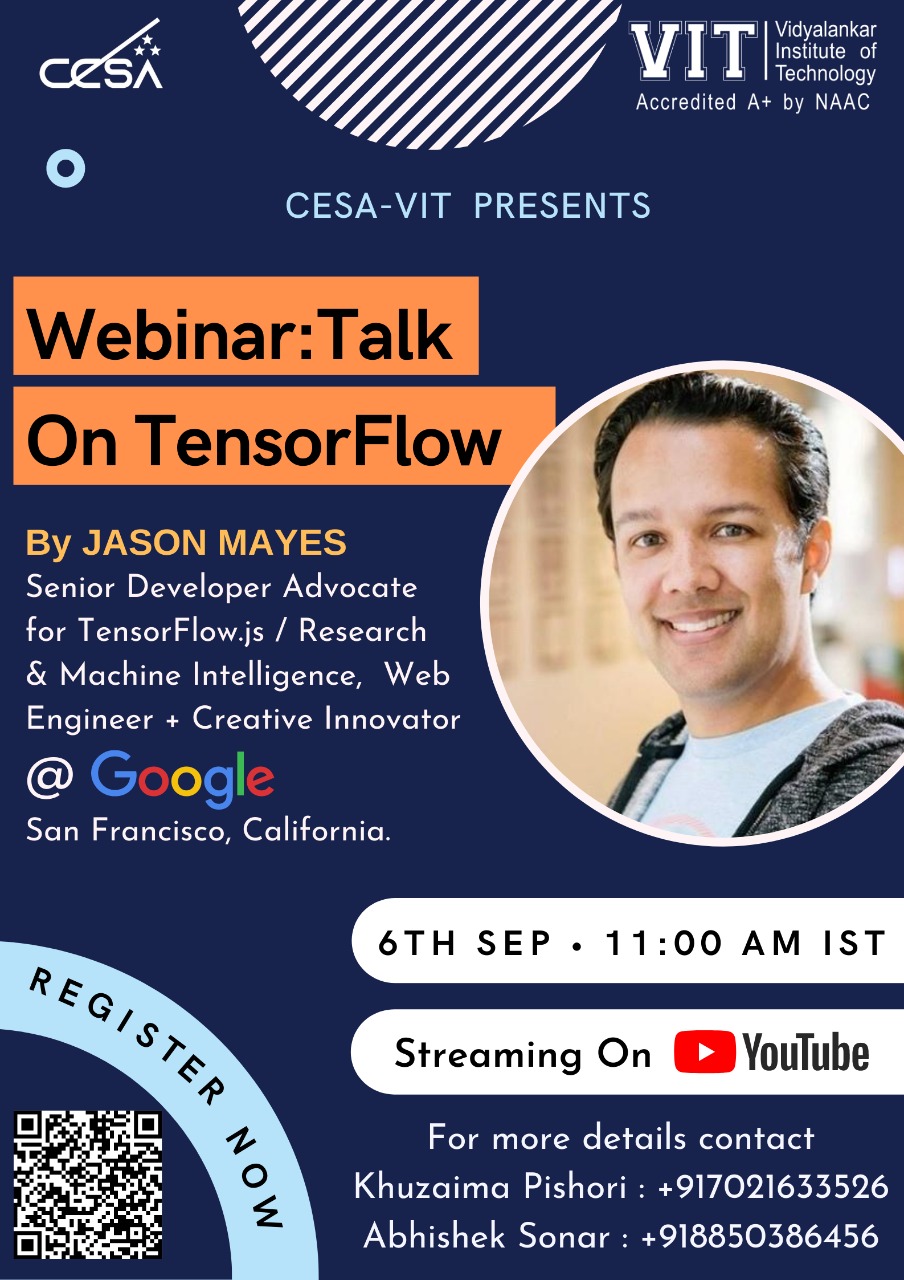 CESA
VIT
Vidyalankar
Institute of
Technology
Accredited A+ by NAAC
CESA-VIT PRESENTS
Webinar:Talk
On TensorFlow
By JASON MAYES
Senior Developer Advocate
for TensorFlow.js / Research
& Machine Intelligence, Web
Engineer + Creative Innovator
@ Google
San Francisco, California.
6TH SEP • 11:00 AM IST
Streaming On YouTube
REGISTER NOW
For more details contact
Khuzaima Pishori : +917021633526
Abhishek Sonar : +918850386456